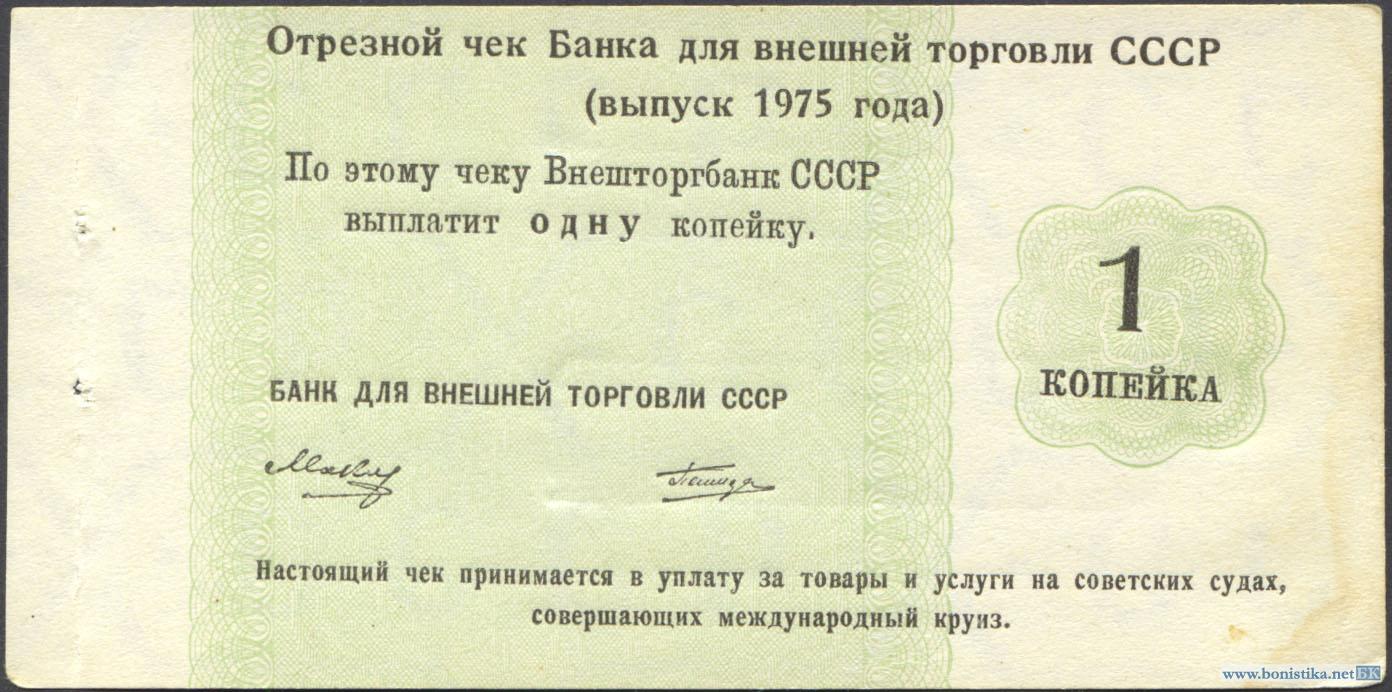 Отрезной чек Банка для внешней торговли СССР
(выпуск 1975 года)
По этому чеку Внешторгбанк СССР
выплатит одну копейку.
1
КОПЕЙКА
БАНК ДЛЯ ВНЕШНЕЙ ТОРГОВЛИ СССР
Настоящий чек принимается в уплату за товары и услуги на советских судах,
совершающих международный круиз.
www.bonistika.net БК